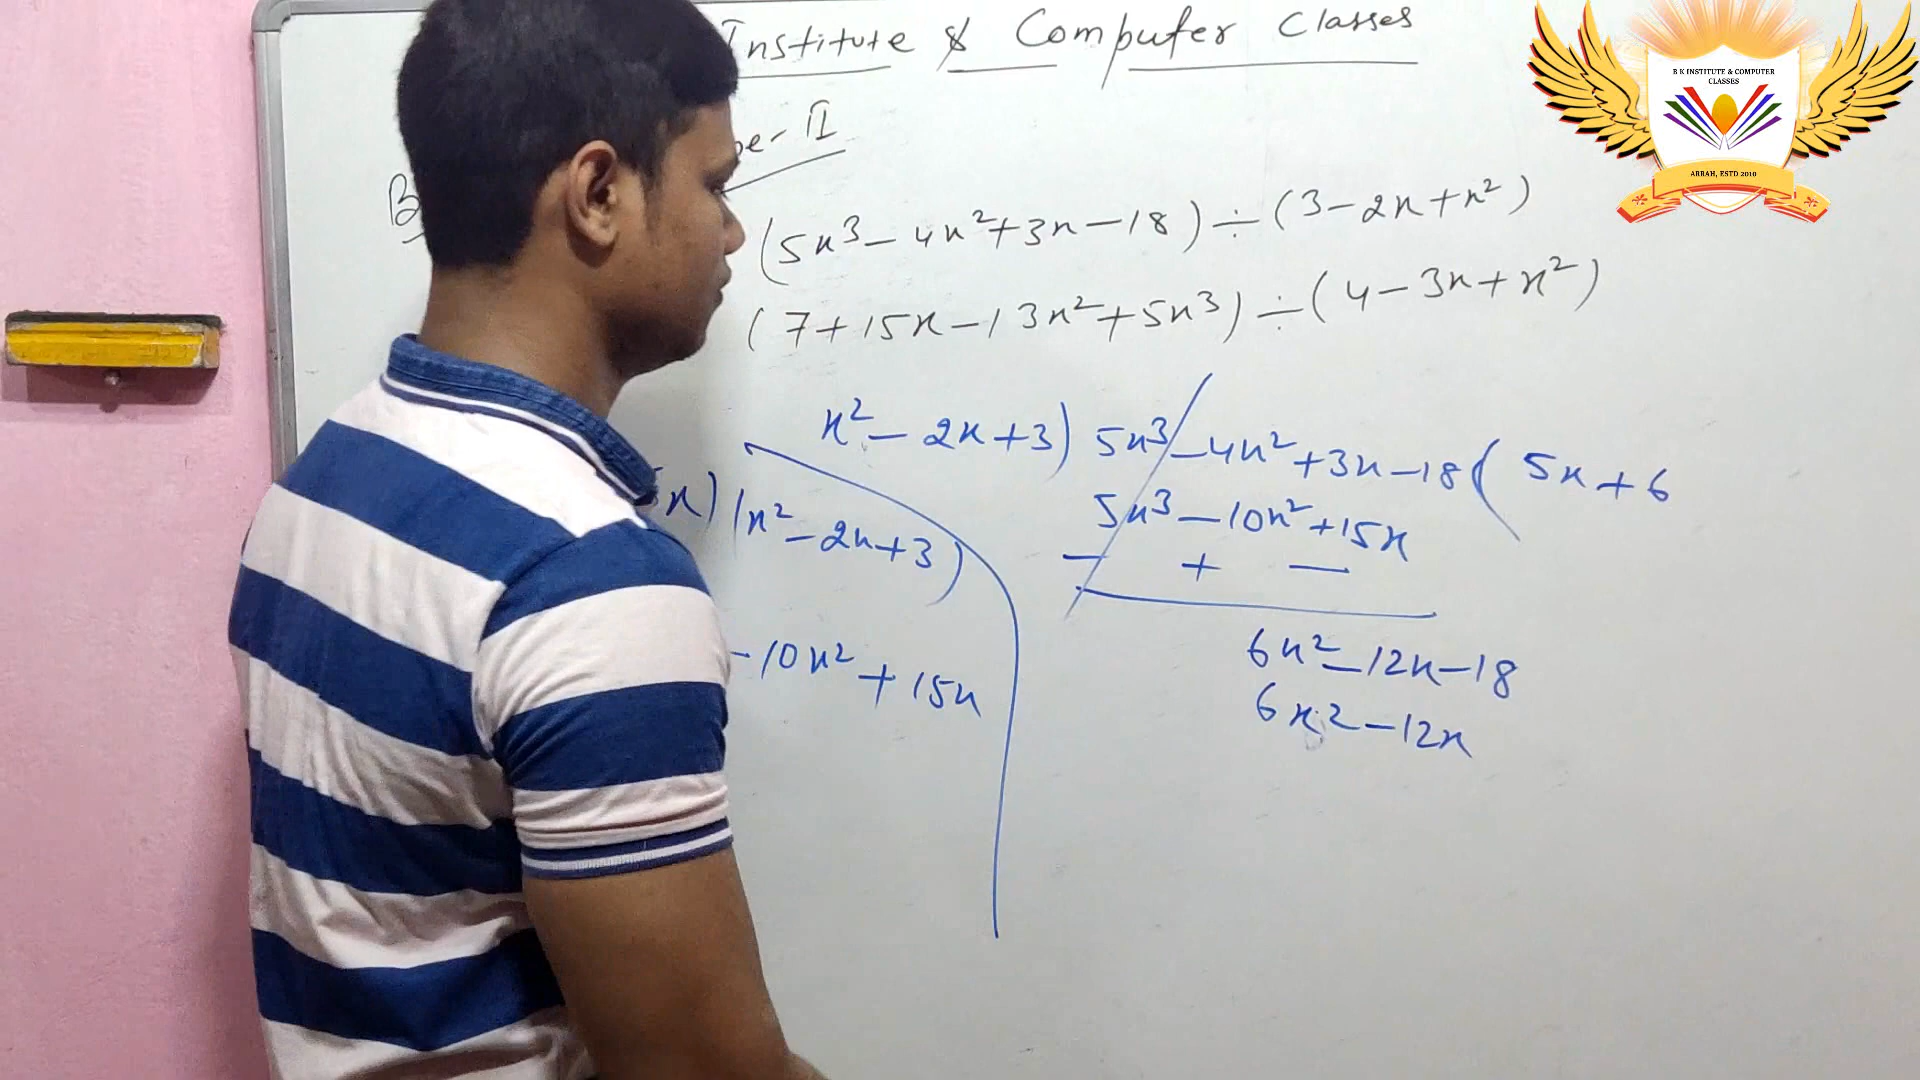 Institute & Computer Classes
B K INSTITUTE & COMPUTER
CLASSES
ARRAH, ESTD 2010
II
(5x³ - 4x² + 3x - 18) ÷ (3 - 2x + x²)
(7 + 15x - 13x² + 5x³) ÷ (4 - 3x + x²)
x² - 2x + 3) 5x³ - 4x² + 3x - 18 ( 5x + 6
5x³ - 10x² + 15x
- + -
6x² - 12x - 18
6x² - 12x
x) (x² - 2x + 3)
- 10x² + 15x